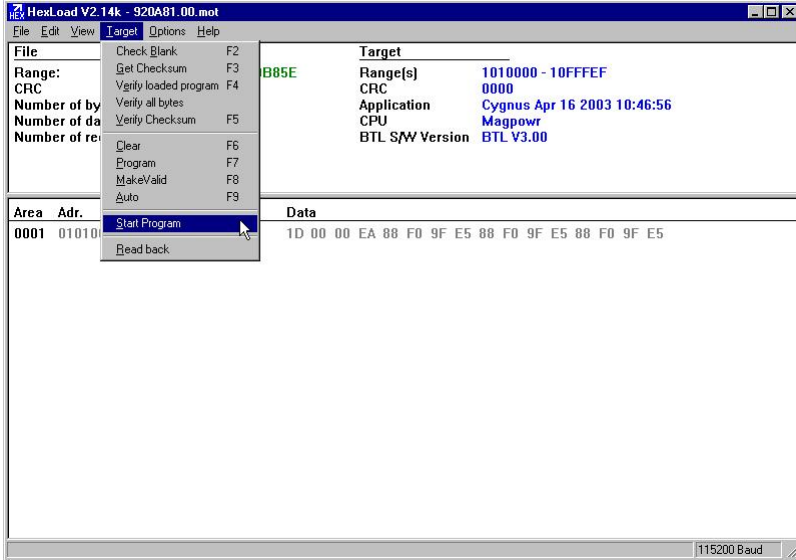 HexLoad V2.14k - 920A81.00.mot
File Edit View Target Options Help
File
Range: B85E
CRC
Number of by
Number of da
Number of re
Check Blank F2
Get Checksum F3
Verify loaded program F4
Verify all bytes
Verify Checksum F5
Clear F6
Program F7
MakeValid F8
Auto F9
Start Program
Read back
Target
Range(s) 1010000 - 10FFFEF
CRC 0000
Application Cygnus Apr 16 2003 10:46:56
CPU Magpowr
BTL S/W Version BTL V3.00
Area Adr. Data
0001 01010 1D 00 00 EA 88 F0 9F E5 88 F0 9F E5 88 F0 9F E5
115200 Baud